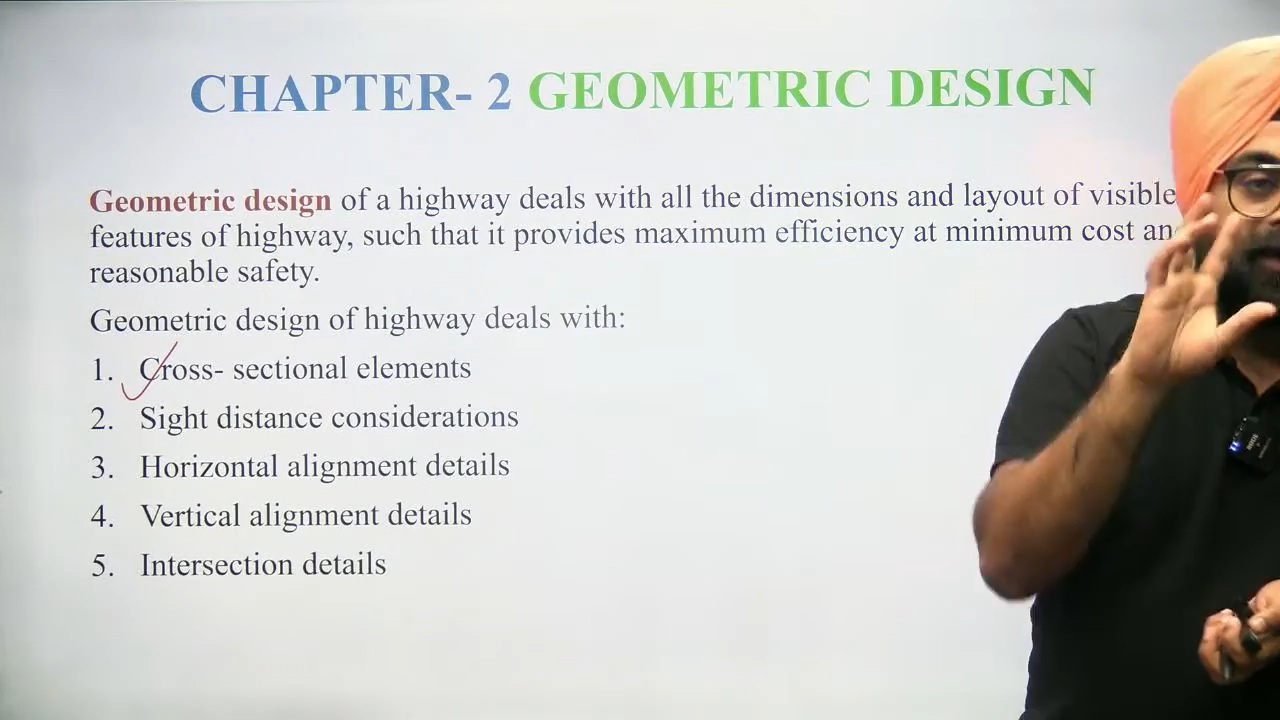 CHAPTER- 2 GEOMETRIC DESIGN
Geometric design of a highway deals with all the dimensions and layout of visible
features of highway, such that it provides maximum efficiency at minimum cost
reasonable safety.
Geometric design of highway deals with:
1. Cross- sectional elements
2. Sight distance considerations
3. Horizontal alignment details
4. Vertical alignment details
5. Intersection details